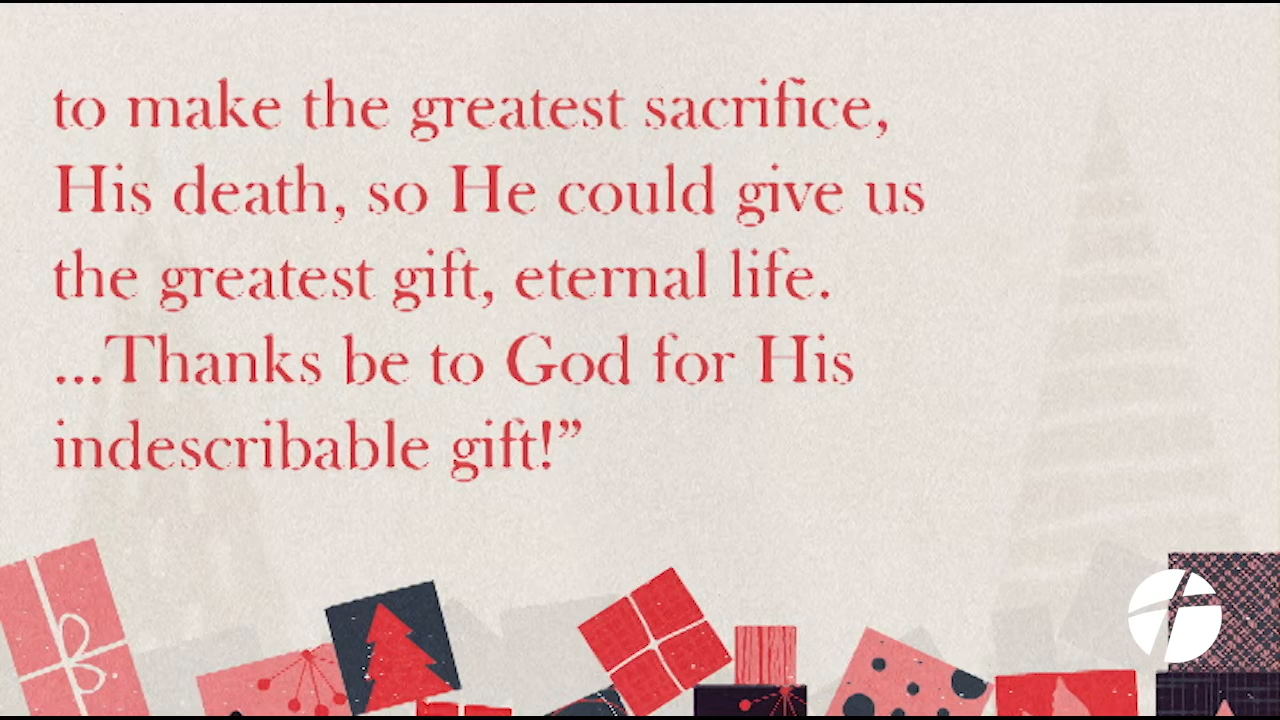 to make the greatest sacrifice,
His death, so He could give us
the greatest gift, eternal life.
...Thanks be to God for His
indescribable gift!”